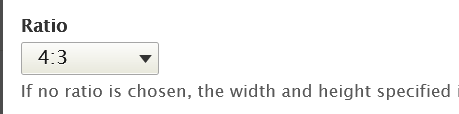 Ratio
4:3
If no ratio is chosen, the width and height specified